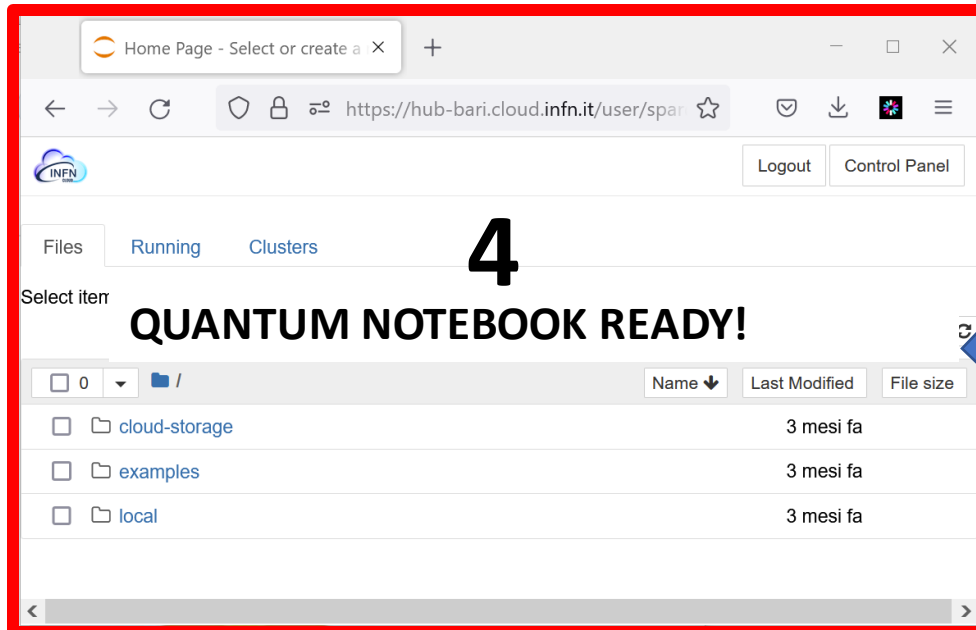 Home Page - Select or create a
https://hub-bari.cloud.infn.it/user/spar
INFN
Logout Control Panel
Files Running Clusters
4
Select item
QUANTUM NOTEBOOK READY!
0 / Name Last Modified File size
cloud-storage 3 mesi fa
examples 3 mesi fa
local 3 mesi fa